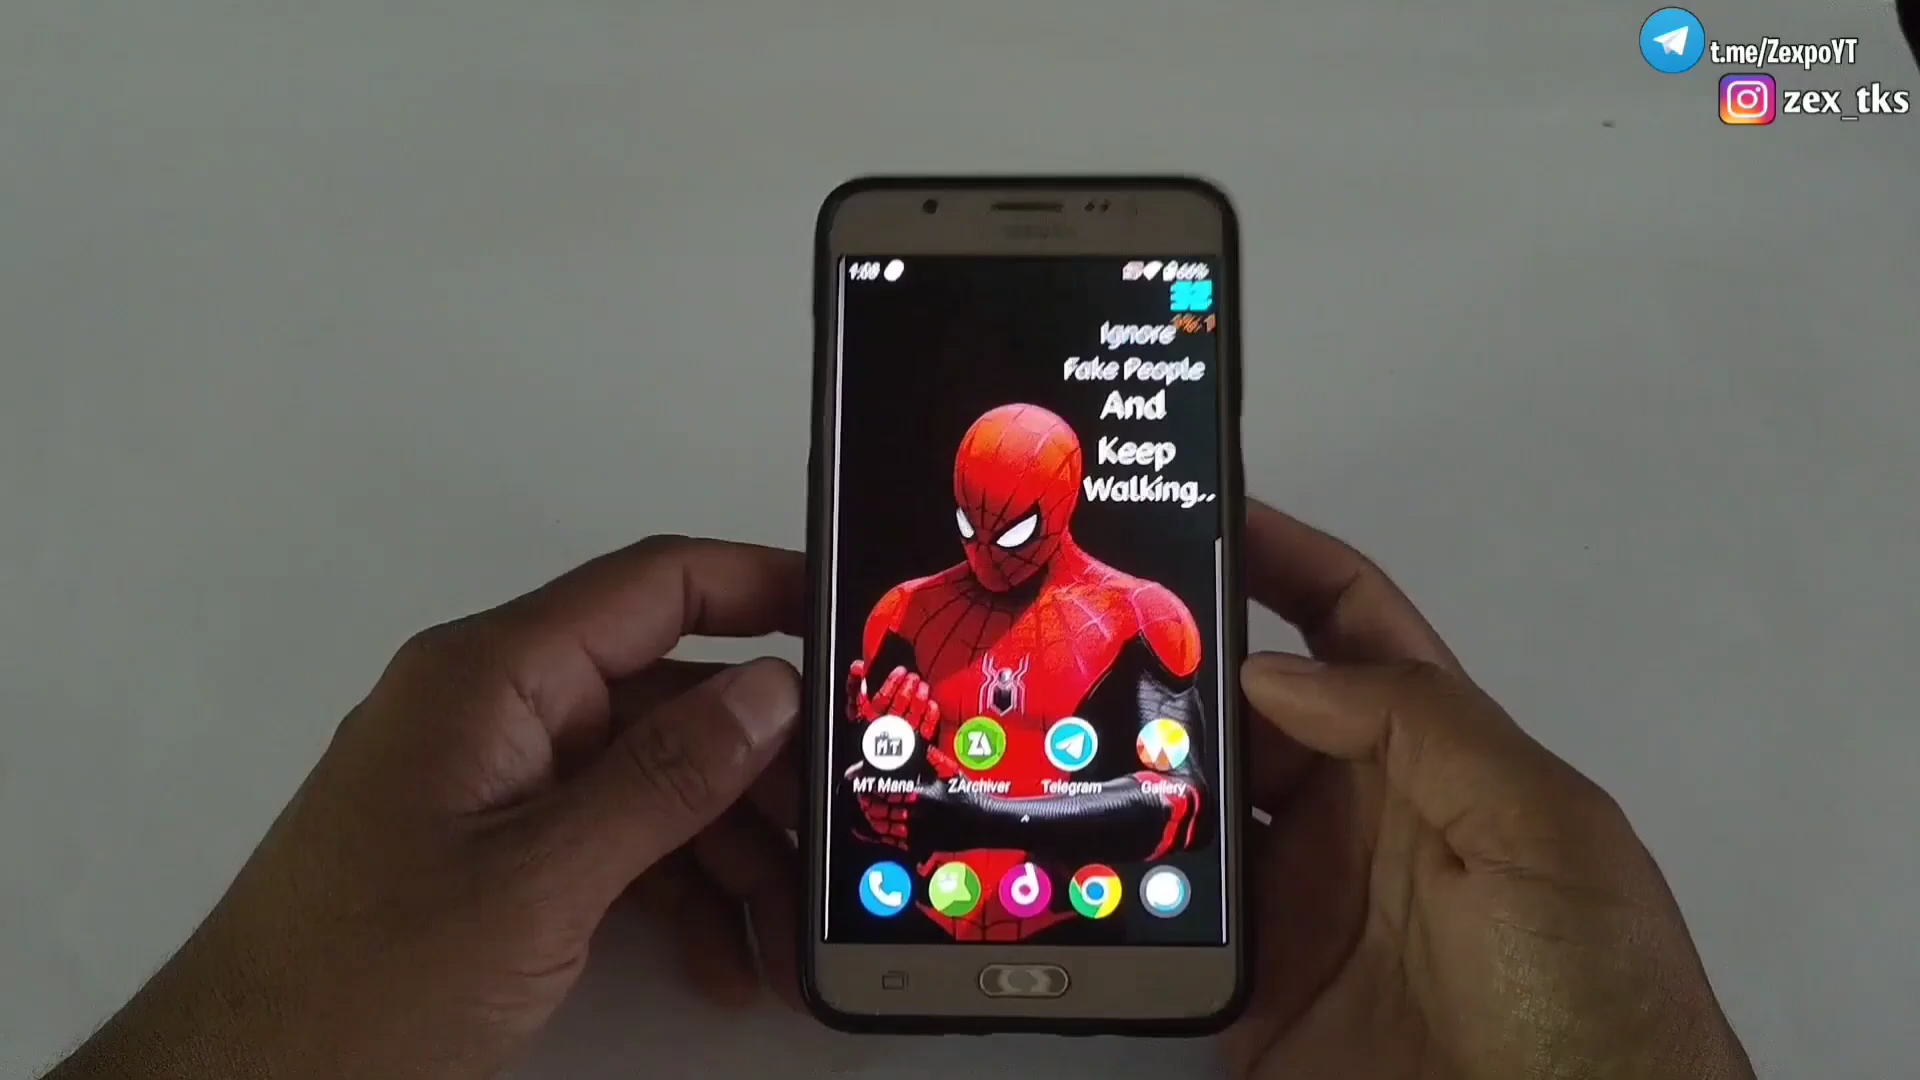 t.me/ZexpoYT
zex_tks
Ignore
Fake People
And
Keep
Walking..
MT Mana...
ZArchiver
Telegram
Gallery